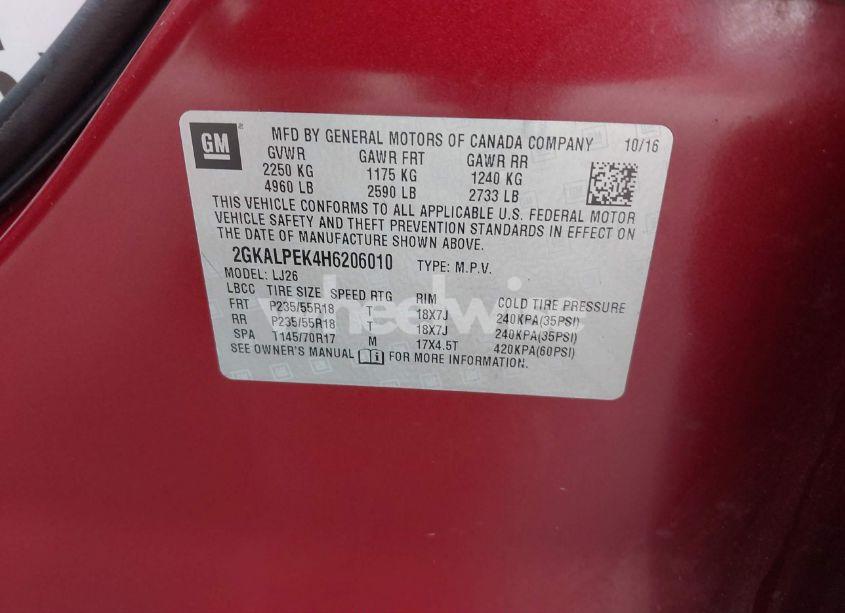 GM
MFD BY GENERAL MOTORS OF CANADA COMPANY 10/16
GVWR GAWR FRT GAWR RR
2250 KG 1175 KG 1240 KG
4960 LB 2590 LB 2733 LB
THIS VEHICLE CONFORMS TO ALL APPLICABLE U.S. FEDERAL MOTOR
VEHICLE SAFETY AND THEFT PREVENTION STANDARDS IN EFFECT ON
THE DATE OF MANUFACTURE SHOWN ABOVE.
2GKALPEK4H6206010 TYPE: M.P.V.
MODEL: LJ26
LBCC TIRE SIZE SPEED RTG RIM COLD TIRE PRESSURE
FRT P235/55R18 T 18X7J 240KPA(35PSI)
RR P235/55R18 T 18X7J 240KPA(35PSI)
SPA T145/70R17 M 17X4.5T 420KPA(60PSI)
SEE OWNER'S MANUAL FOR MORE INFORMATION.